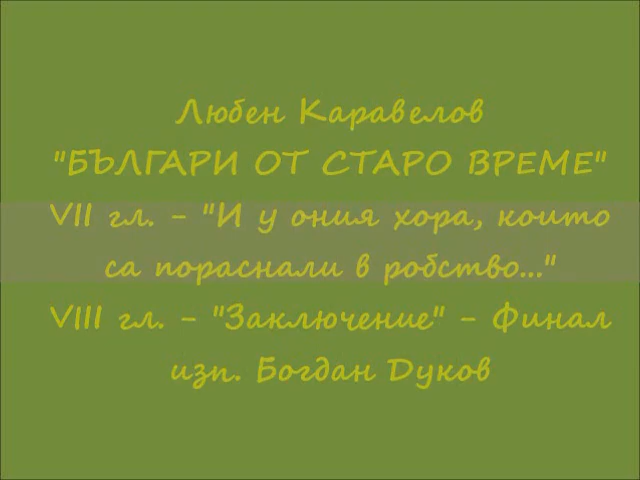 Любен Каравелов
"БЪЛГАРИ ОТ СТАРО ВРЕМЕ"
VII гл. - "И у ония хора, които
са пораснали в робство..."
VIII гл. - "Заключение" - Финал
изп. Богдан Дуков